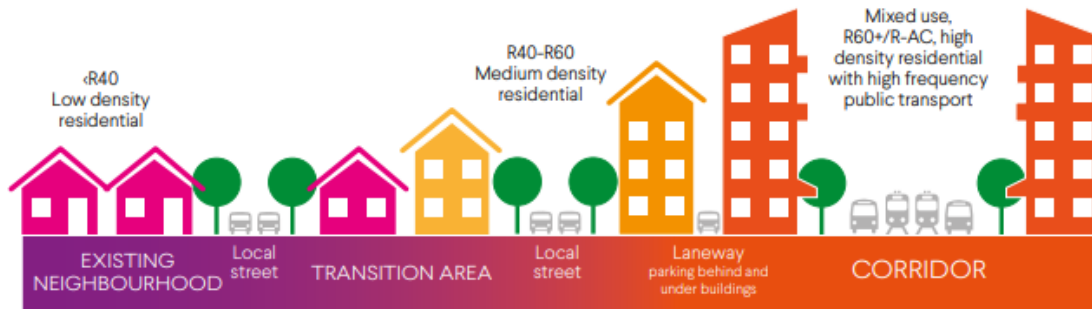 <R40
Low density
residential
R40-R60
Medium density
residential
Mixed use,
R60+/R-AC, high
density residential
with high frequency
public transport
EXISTING
NEIGHBOURHOOD
Local
street
TRANSITION AREA
Local
street
Laneway
parking behind and
under buildings
CORRIDOR